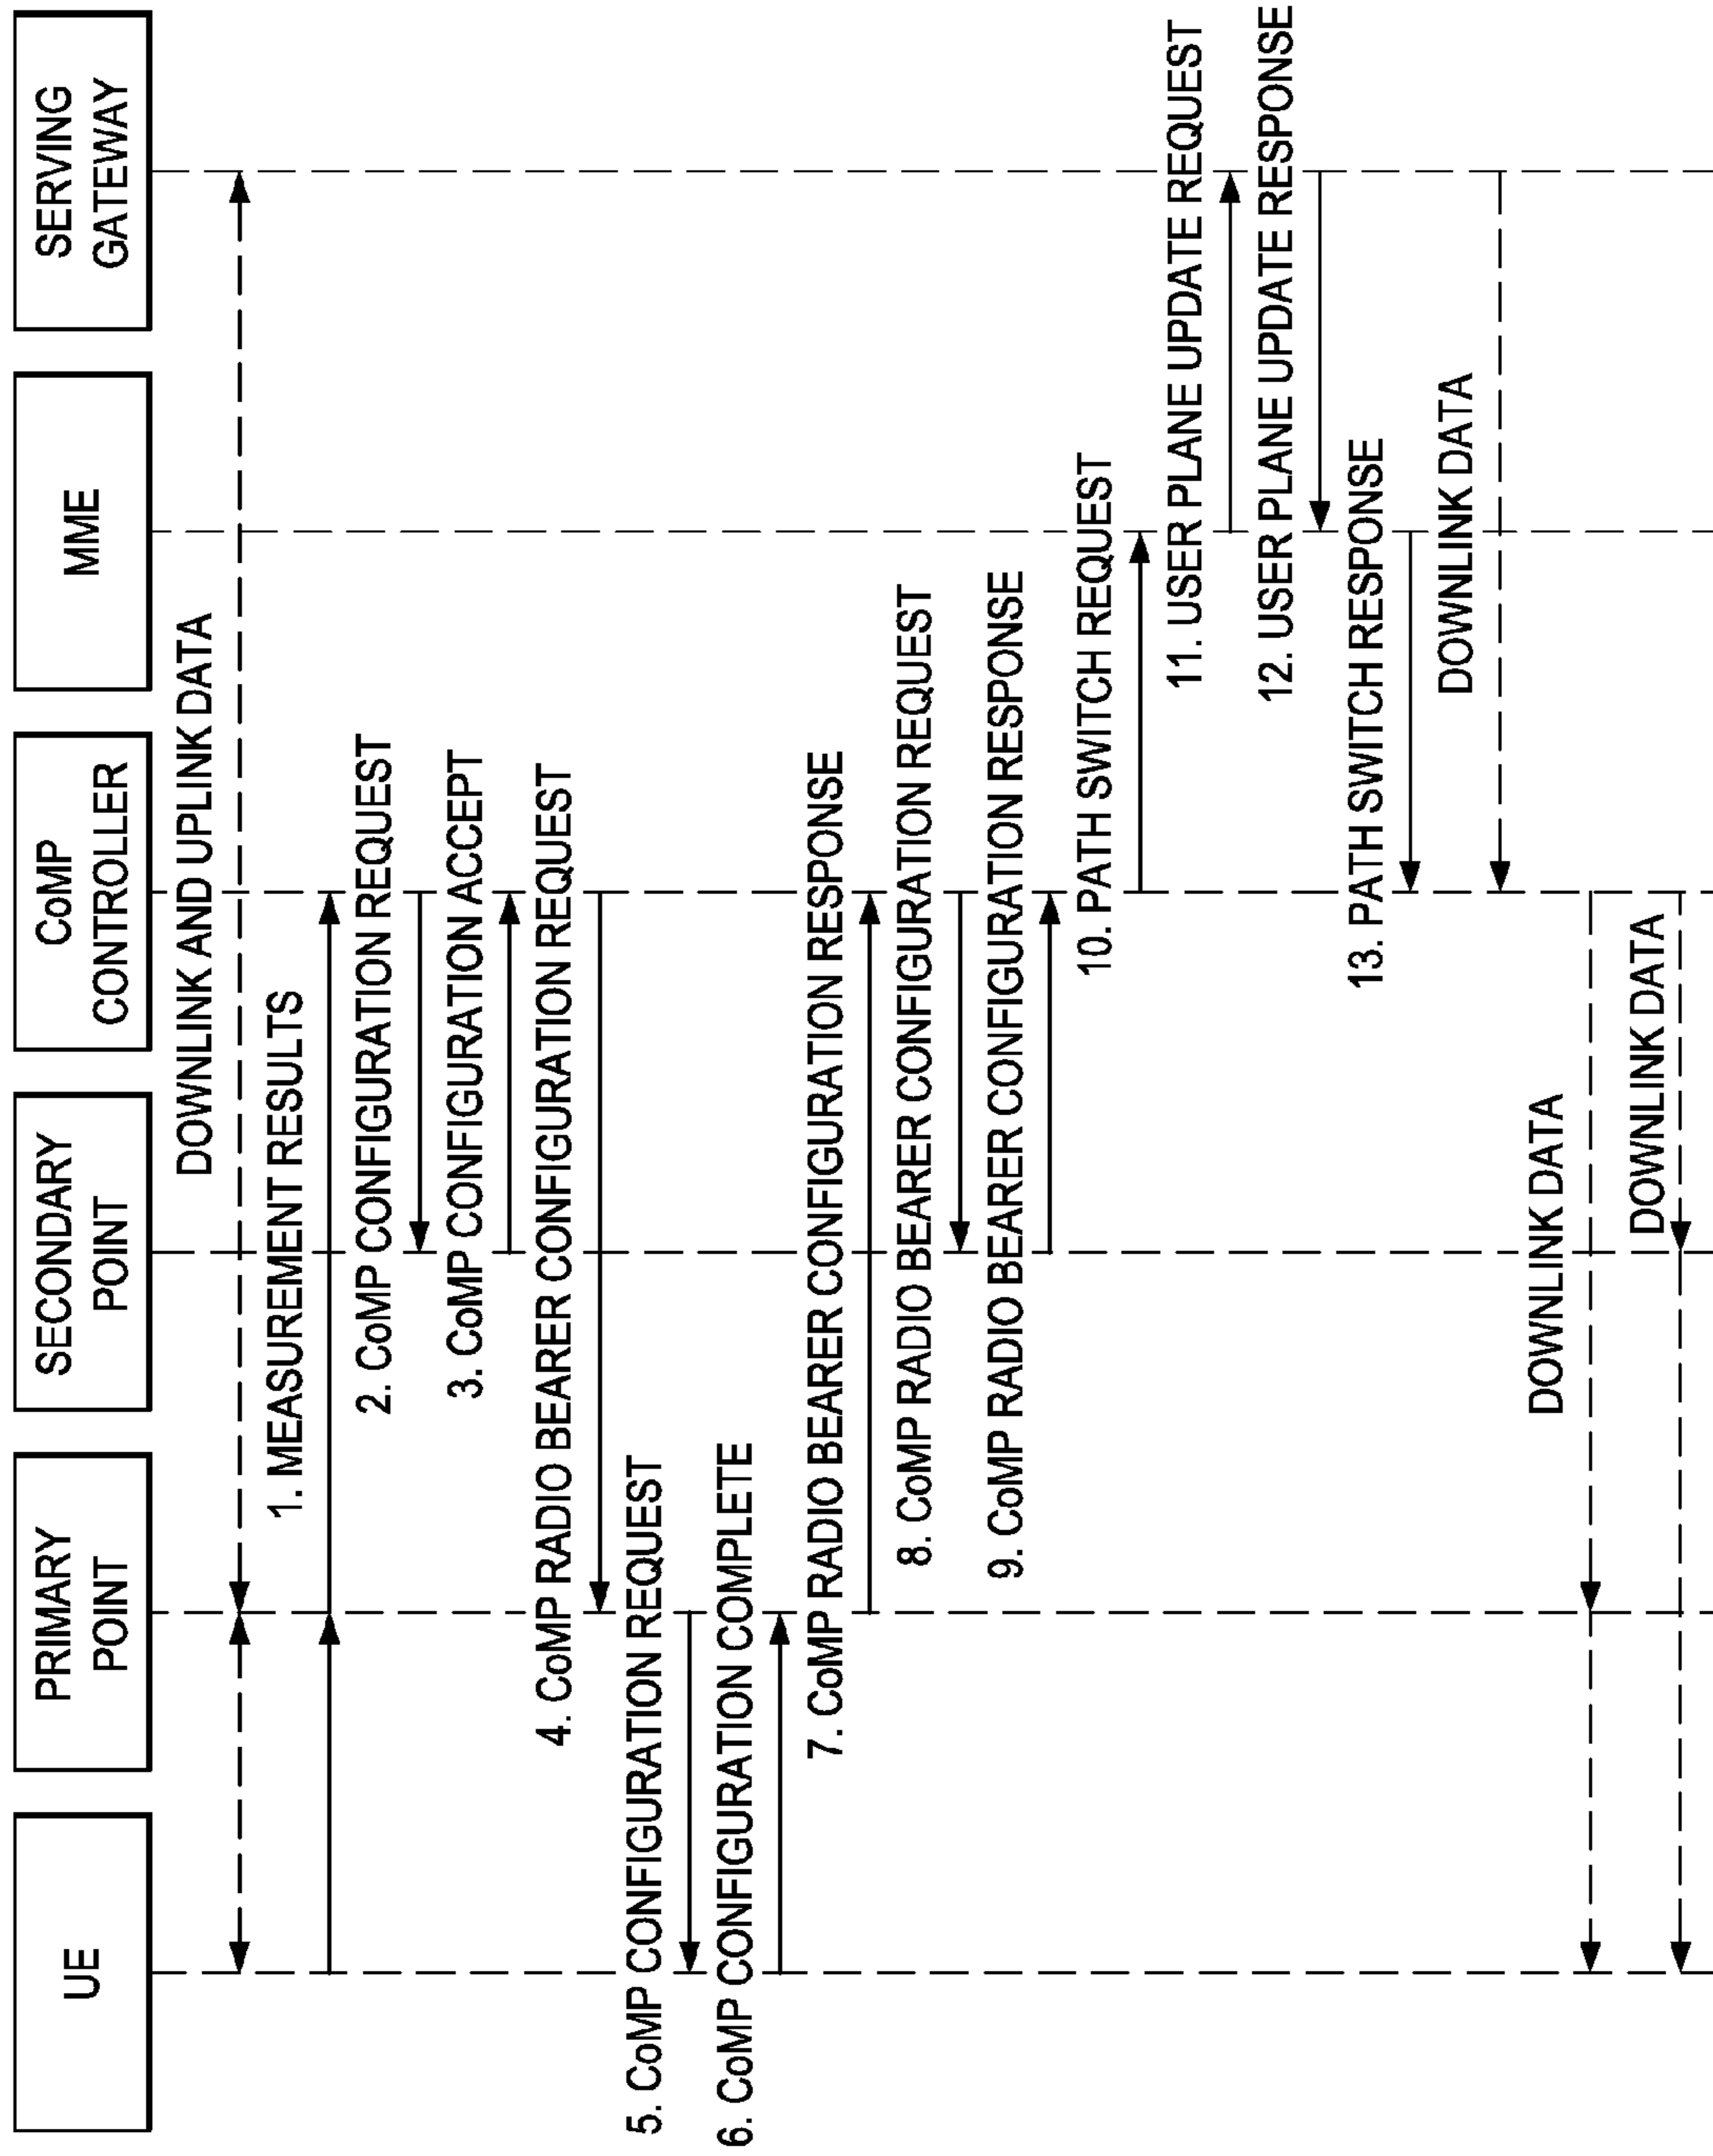 UE
PRIMARY
POINT
SECONDARY
POINT
CoMP
CONTROLLER
MME
SERVING
GATEWAY
DOWNLINK AND UPLINK DATA
1. MEASUREMENT RESULTS
2. CoMP CONFIGURATION REQUEST
3. CoMP CONFIGURATION ACCEPT
4. CoMP RADIO BEARER CONFIGURATION REQUEST
5. CoMP CONFIGURATION REQUEST
6. CoMP CONFIGURATION COMPLETE
7. CoMP RADIO BEARER CONFIGURATION RESPONSE
8. CoMP RADIO BEARER CONFIGURATION REQUEST
9. CoMP RADIO BEARER CONFIGURATION RESPONSE
10. PATH SWITCH REQUEST
11. USER PLANE UPDATE REQUEST
12. USER PLANE UPDATE RESPONSE
13. PATH SWITCH RESPONSE
DOWNLINK DATA
DOWNLINK DATA
DOWNLINK DATA